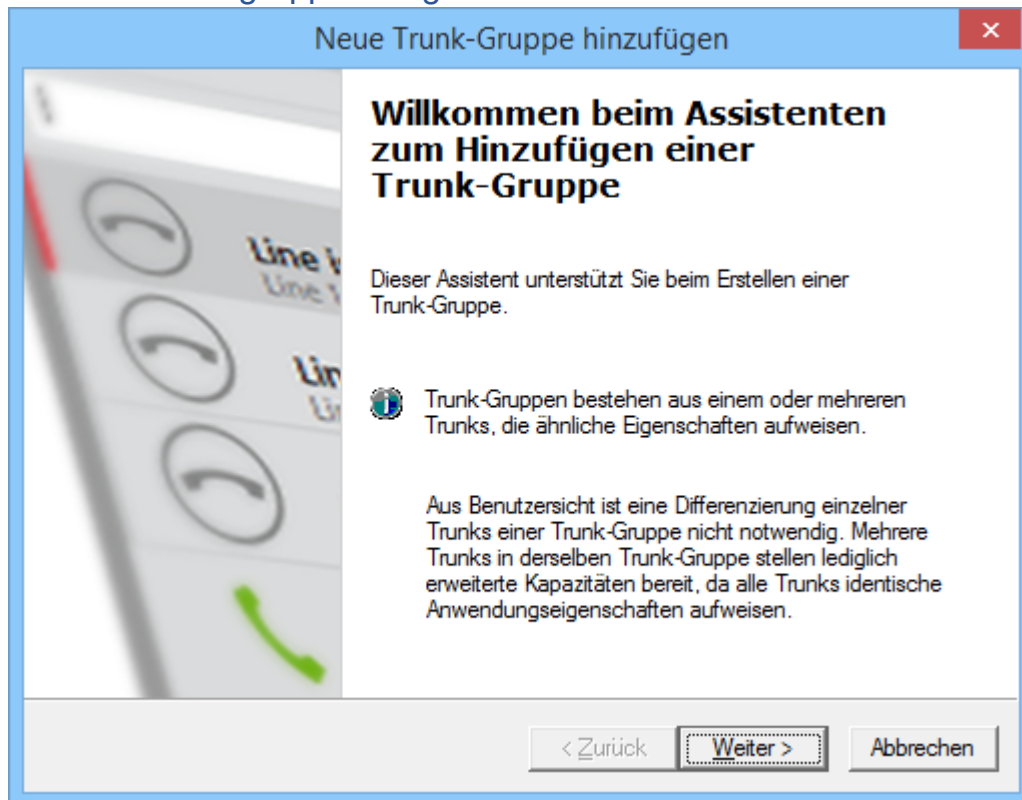 Neue Trunk-Gruppe hinzufügen
Willkommen beim Assistenten
zum Hinzufügen einer
Trunk-Gruppe
Dieser Assistent unterstützt Sie beim Erstellen einer
Trunk-Gruppe.
Trunk-Gruppen bestehen aus einem oder mehreren
Trunks, die ähnliche Eigenschaften aufweisen.
Aus Benutzersicht ist eine Differenzierung einzelner
Trunks einer Trunk-Gruppe nicht notwendig. Mehrere
Trunks in derselben Trunk-Gruppe stellen lediglich
erweiterte Kapazitäten bereit, da alle Trunks identische
Anwendungseigenschaften aufweisen.
Line
Line
Lin
< Zurück
Weiter >
Abbrechen